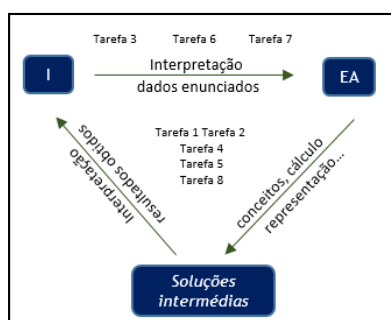 Tarefa 3 Tarefa 6 Tarefa 7
I
Interpretação
dados enunciados
EA
Tarefa 1 Tarefa 2
Tarefa 4
Tarefa 5
Tarefa 8
Interpretação
resultados obtidos
conceitos, cálculo
representação...
Soluções
intermédias